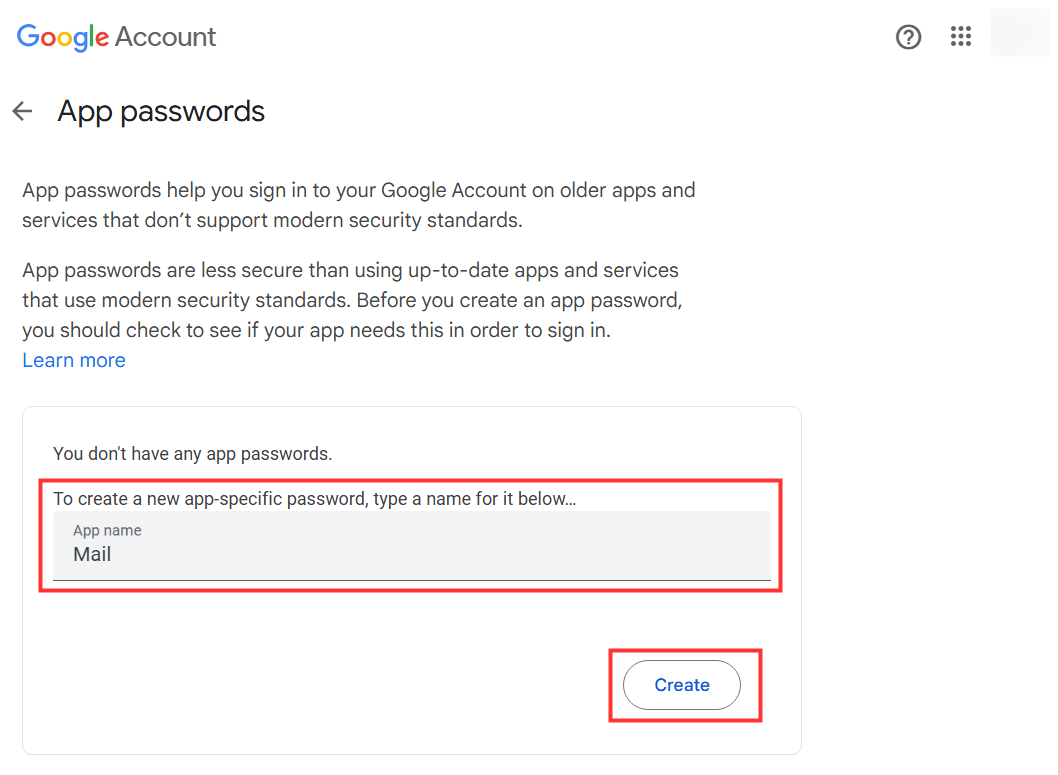 Google Account
App passwords
App passwords help you sign in to your Google Account on older apps and
services that don’t support modern security standards.
App passwords are less secure than using up-to-date apps and services
that use modern security standards. Before you create an app password,
you should check to see if your app needs this in order to sign in.
Learn more
You don't have any app passwords.
To create a new app-specific password, type a name for it below…
App name
Mail
Create